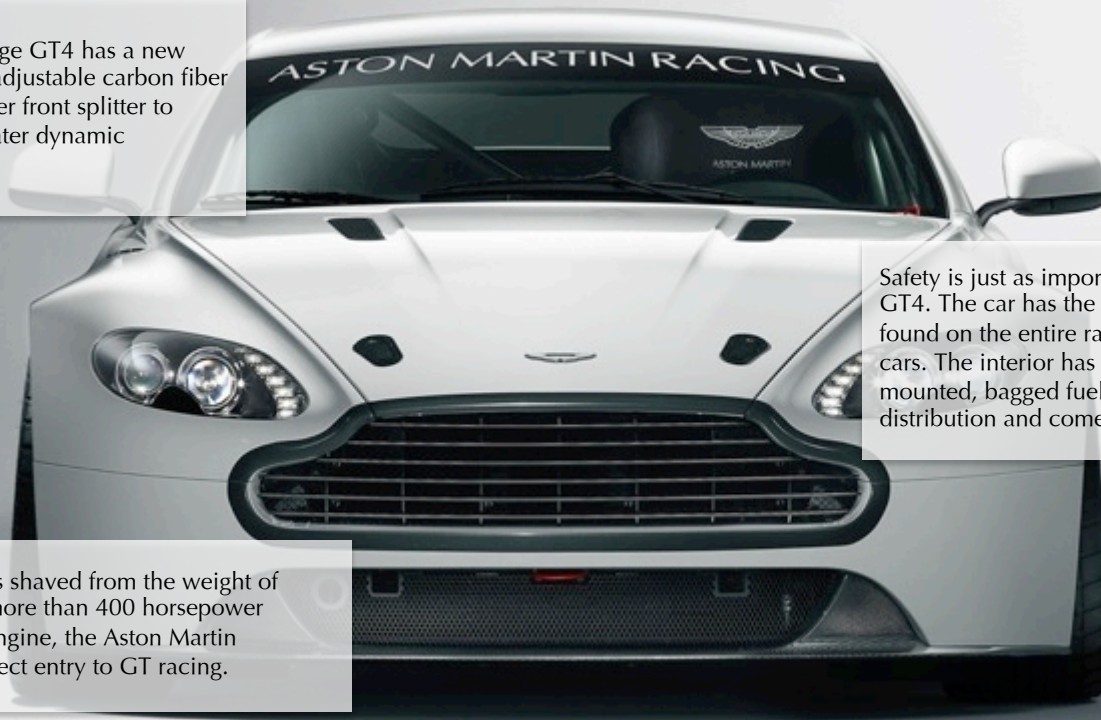 ge GT4 has a new
adjustable carbon fiber
er front splitter to
ater dynamic
ASTON MARTIN RACING
ASTON MARTIN
Safety is just as impor
GT4. The car has the
found on the entire ra
cars. The interior has
mounted, bagged fuel
distribution and come
s shaved from the weight of
more than 400 horsepower
ngine, the Aston Martin
ect entry to GT racing.